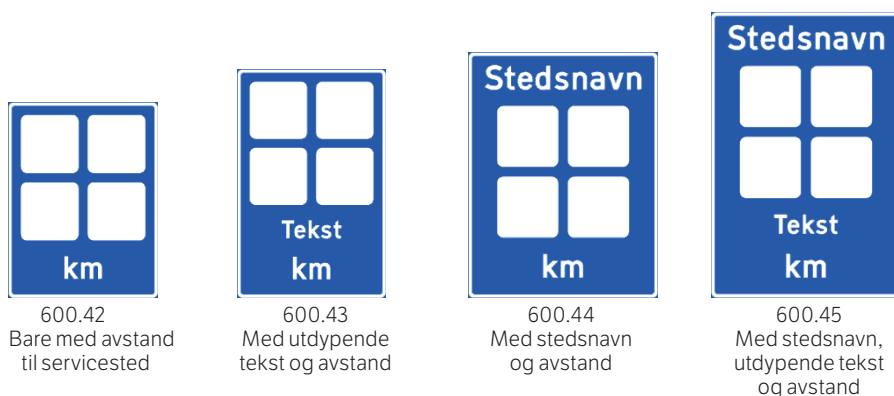 km
600.42
Bare med avstand
til servicested
Tekst
km
600.43
Med utdypende
tekst og avstand
Stedsnavn
km
600.44
Med stedsnavn
og avstand
Stedsnavn
Tekst
km
600.45
Med stedsnavn,
utdypende tekst
og avstand